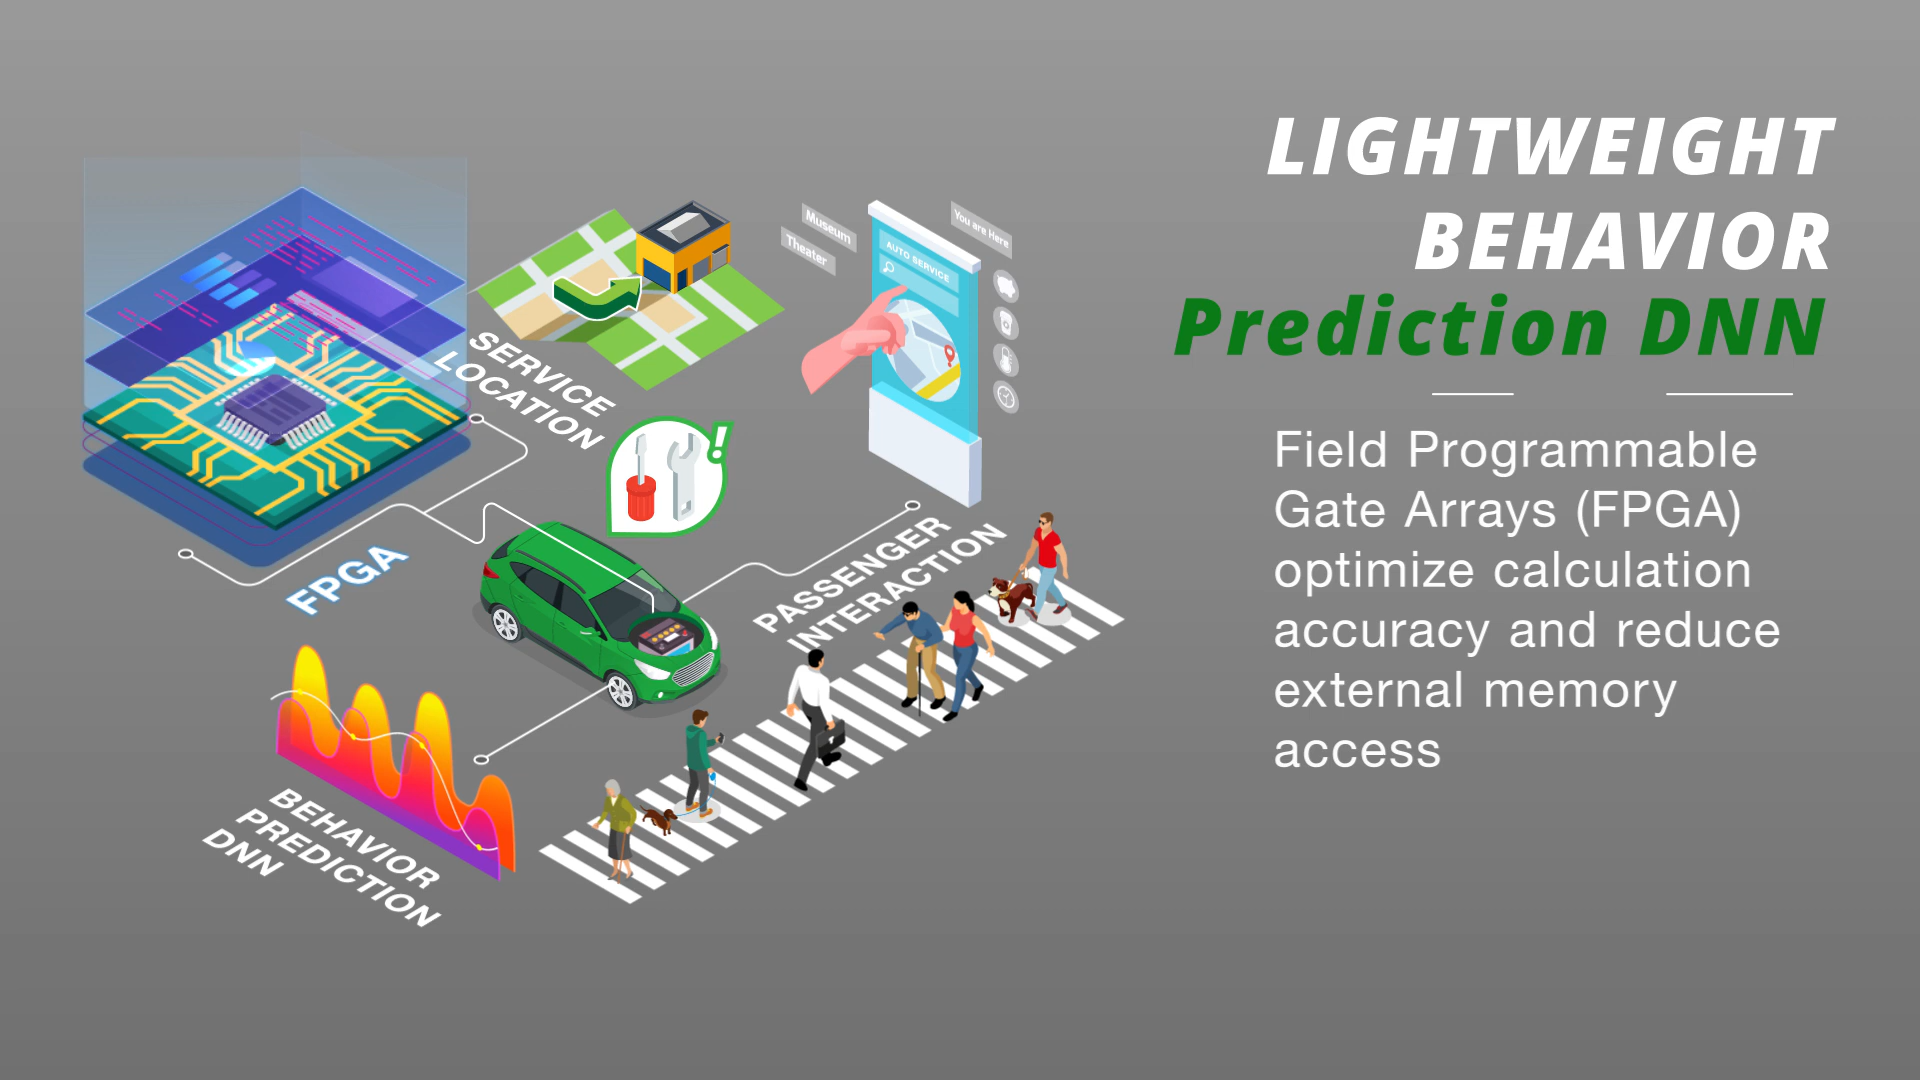 LIGHTWEIGHT
BEHAVIOR
Prediction DNN
Field Programmable
Gate Arrays (FPGA)
optimize calculation
accuracy and reduce
external memory
access
Museum
Theater
You are Here
AUTO SERVICE
SERVICE
LOCATION
!
FPGA
PASSENGER
INTERACTION
BEHAVIOR
PREDICTION
DNN